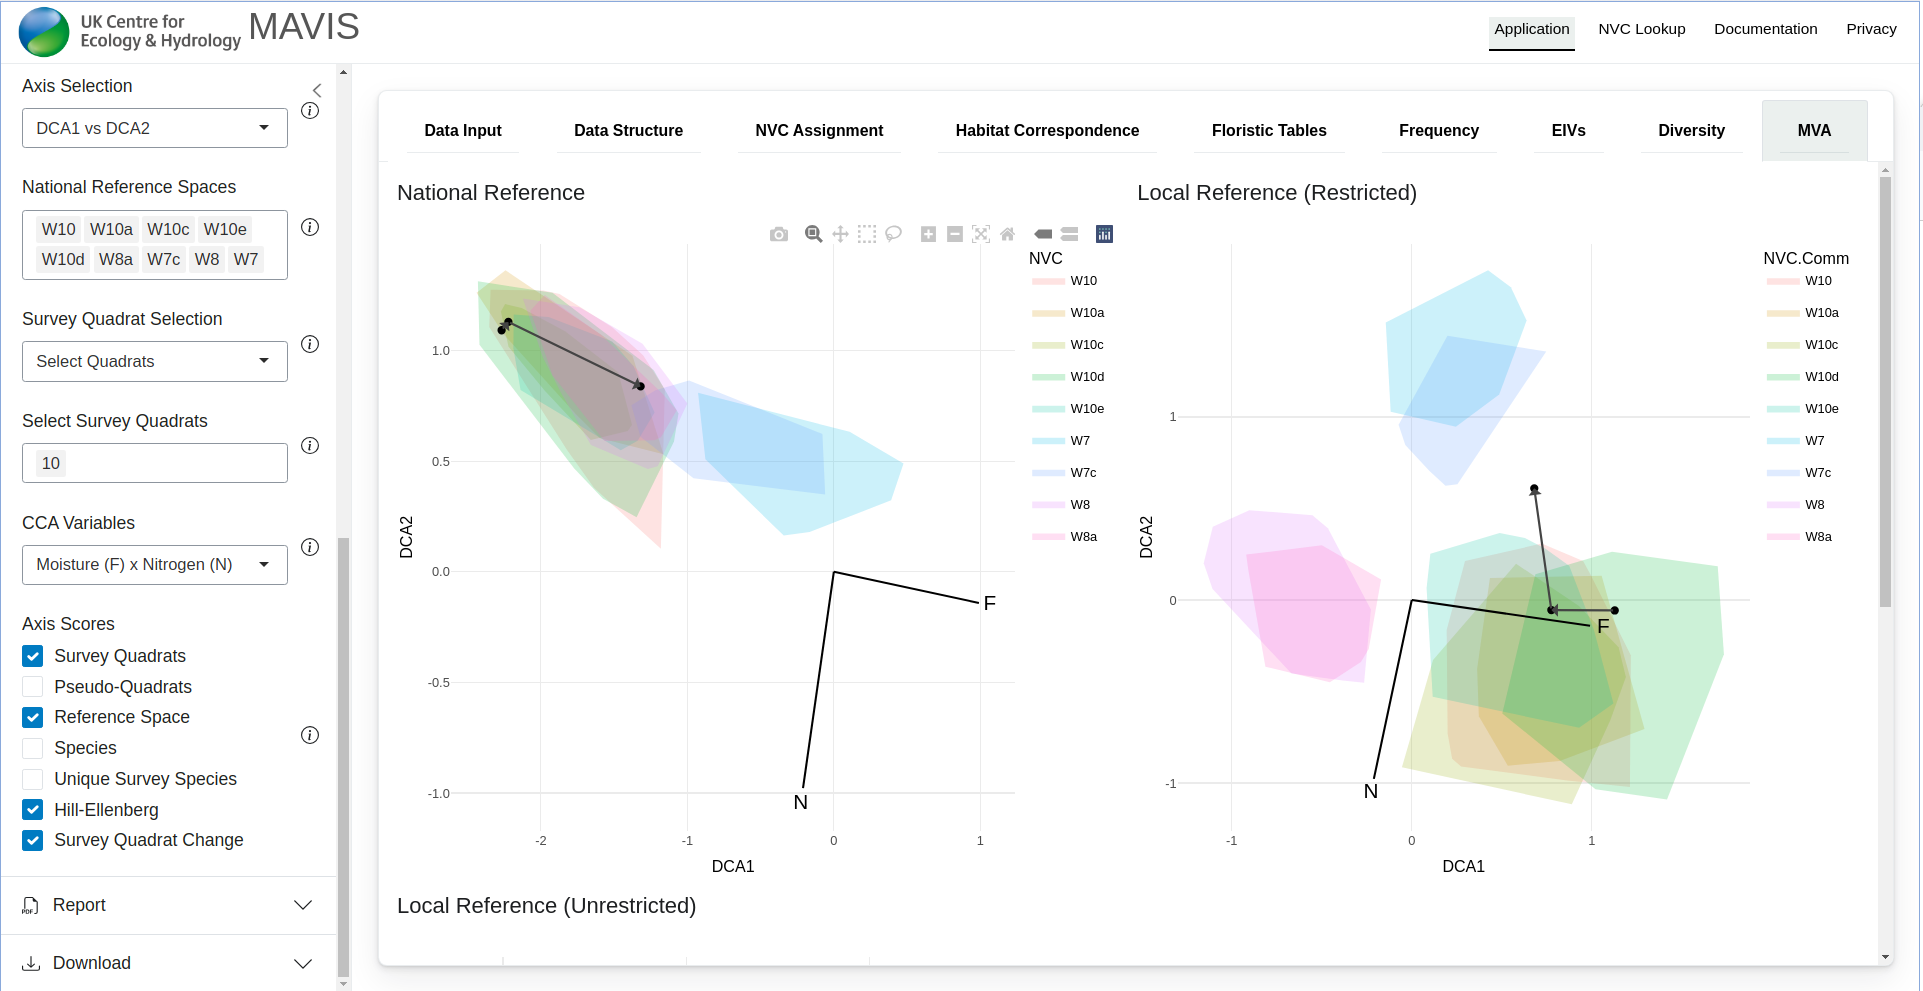 UK Centre for
Ecology & Hydrology
MAVIS
Application
NVC Lookup
Documentation
Privacy
Axis Selection
DCA1 vs DCA2
National Reference Spaces
W10 W10a W10c W10e
W10d W8a W7c W8 W7
Survey Quadrat Selection
Select Quadrats
Select Survey Quadrats
10
CCA Variables
Moisture (F) x Nitrogen (N)
Axis Scores
Survey Quadrats
Pseudo-Quadrats
Reference Space
Species
Unique Survey Species
Hill-Ellenberg
Survey Quadrat Change
PDF
Report
Download
Data Input
Data Structure
NVC Assignment
Habitat Correspondence
Floristic Tables
Frequency
EIVs
Diversity
MVA
National Reference
NVC
W10
W10a
W10c
W10d
W10e
W7
W7c
W8
W8a
1.0
0.5
0.0
-0.5
-1.0
DCA2
F
N
-2
-1
0
1
DCA1
Local Reference (Restricted)
NVC.Comm
W10
W10a
W10c
W10d
W10e
W7
W7c
W8
W8a
1
0
-1
DCA2
F
N
-1
0
1
DCA1
Local Reference (Unrestricted)